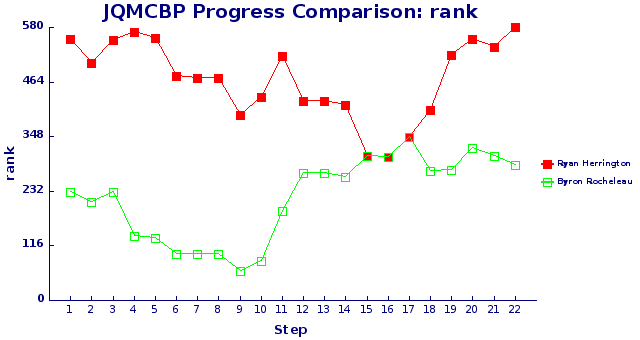 JQMCBP Progress Comparison: rank
580
464
348
232
116
0
rank
1 2 3 4 5 6 7 8 9 10 11 12 13 14 15 16 17 18 19 20 21 22
Step
Ryan Herrington
Byron Rocheleau